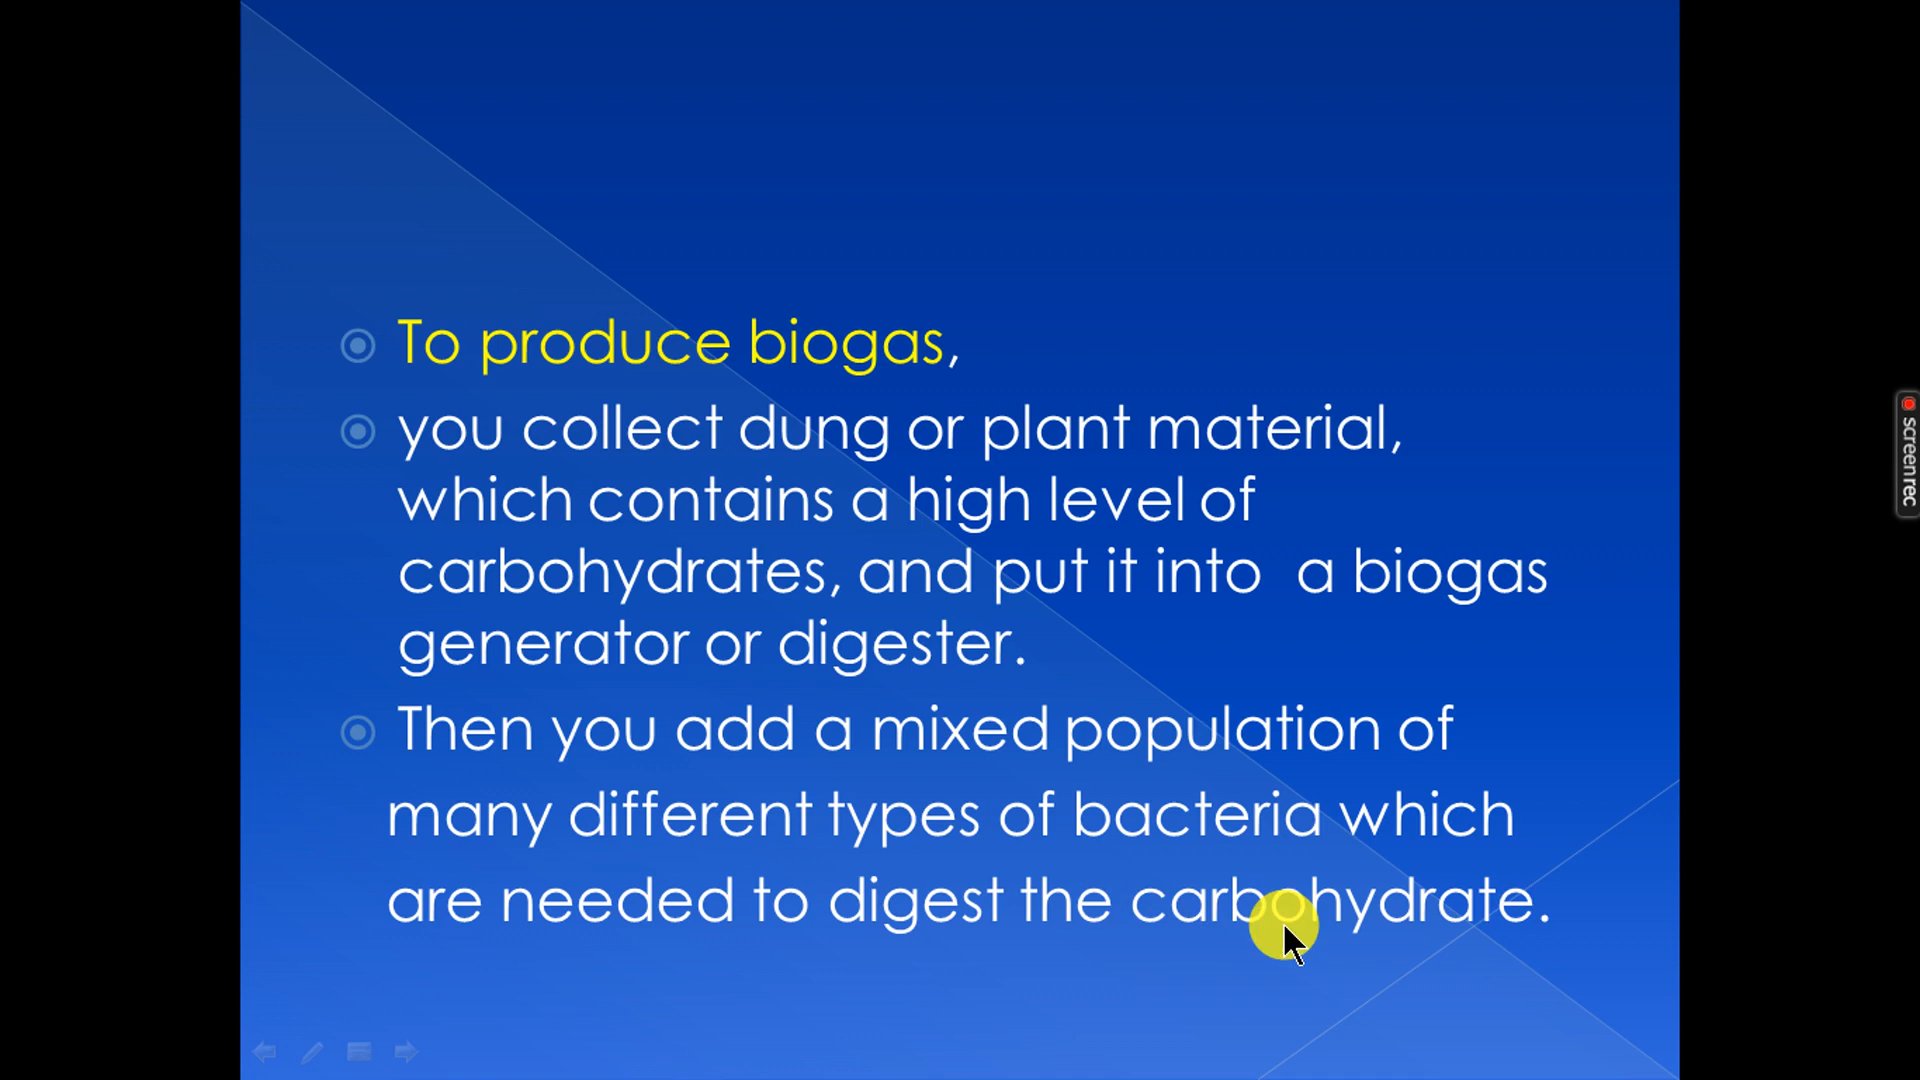 To produce biogas,
you collect dung or plant material,
which contains a high level of
carbohydrates, and put it into  a biogas
generator or digester.
Then you add a mixed population of
many different types of bacteria which
are needed to digest the carbohydrate.
screenrec